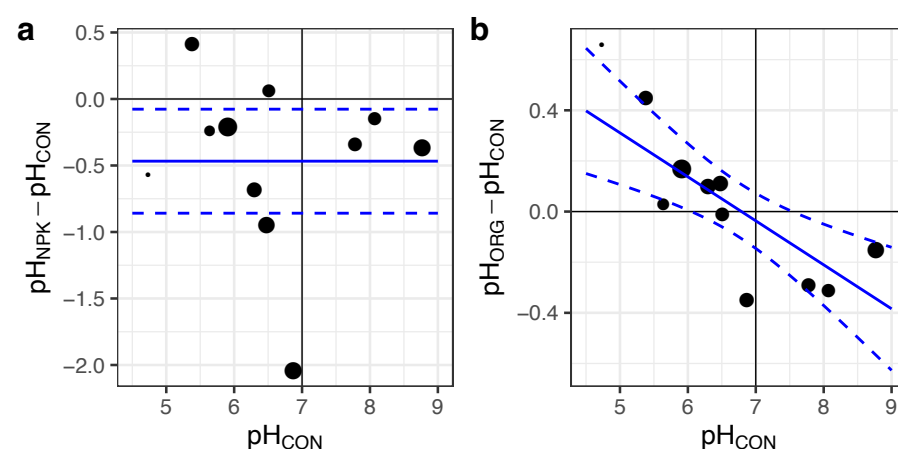 a
0.5
0.0
−0.5
−1.0
−1.5
−2.0
pHNPK − pHCON
5 6 7 8 9
pHCON
b
0.4
0.0
−0.4
pHORG − pHCON
5 6 7 8 9
pHCON